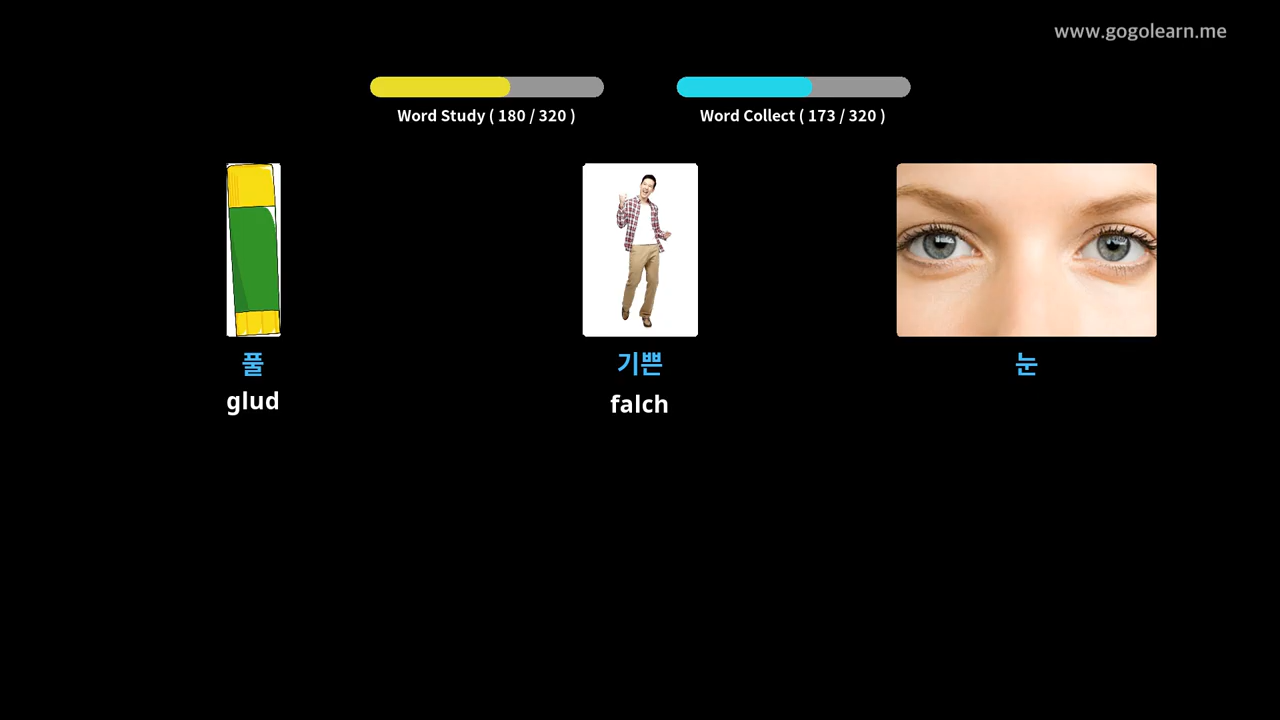 www.gogolearn.me
Word Study ( 180 / 320 )
Word Collect ( 173 / 320 )
풀
기쁜
눈
glud
falch